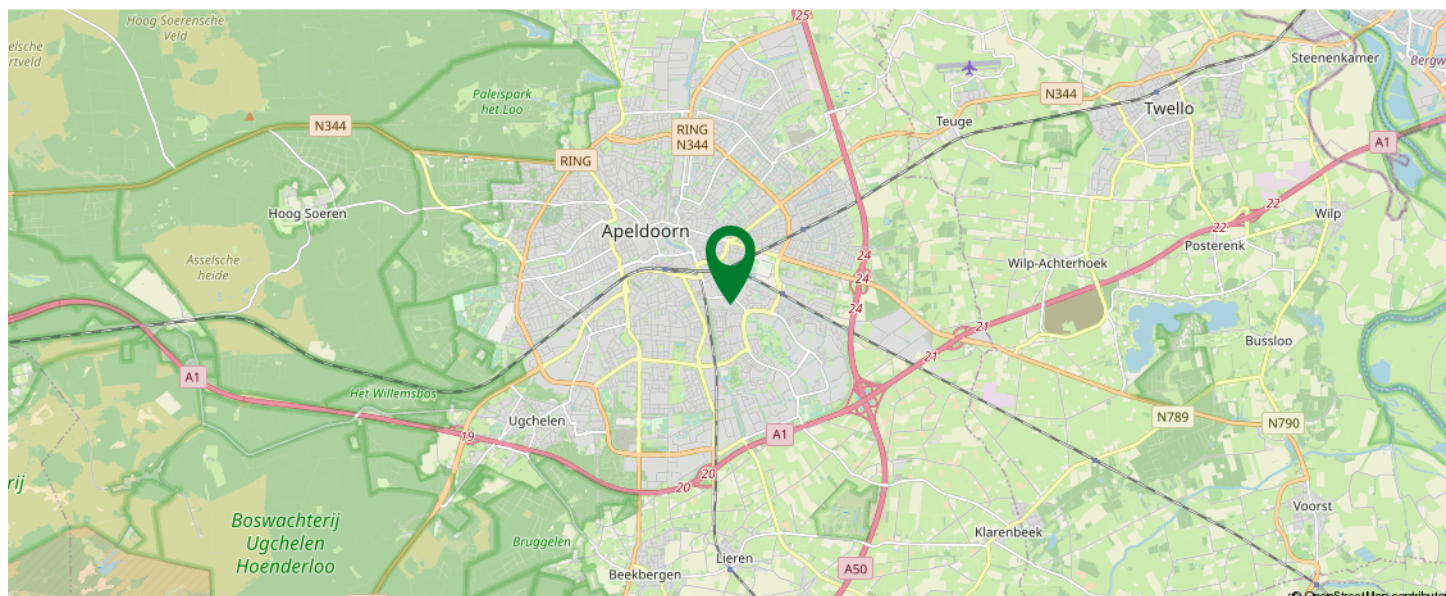 25
Hoog Soerensche
Veld
elsche
rtveld
Steenenkamer
Bergw
Paleispark
het Loo
N344
N344
Twello
Teuge
RING
N344
RING
A1
Hoog Soeren
22
Wilp
22
Apeldoorn
Posterenk
Asselsche
heide
Wilp-Achterhoek
24
24
24
21
21
Bussloo
A1
Het Willemsbos
Ugchelen
N789
N790
19
A1
20
20
rij
Boswachterij
Ugchelen
Hoenderloo
Bruggelen
Voorst
Klarenbeek
Lieren
Beekbergen
A50
© OpenStreetMap contributor